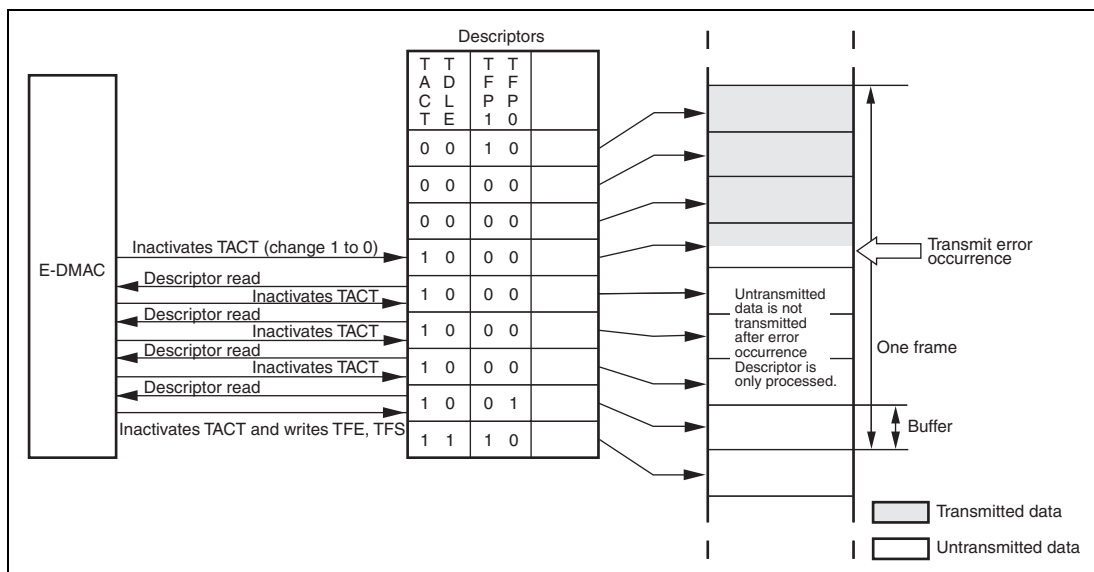 Descriptors
TACT TDLE TFP1 TFP0
0 0 1 0
0 0 0 0
0 0 0 0
1 0 0 0
1 0 0 0
1 0 0 0
1 0 0 0
1 0 0 1
1 1 1 0
E-DMAC
Inactivates TACT (change 1 to 0)
Descriptor read
Inactivates TACT
Descriptor read
Inactivates TACT
Descriptor read
Inactivates TACT
Descriptor read
Inactivates TACT and writes TFE, TFS
Untransmitted
data is not
transmitted
after error
occurrence
Descriptor is
only processed.
Transmit error
occurrence
One frame
Buffer
Transmitted data
Untransmitted data